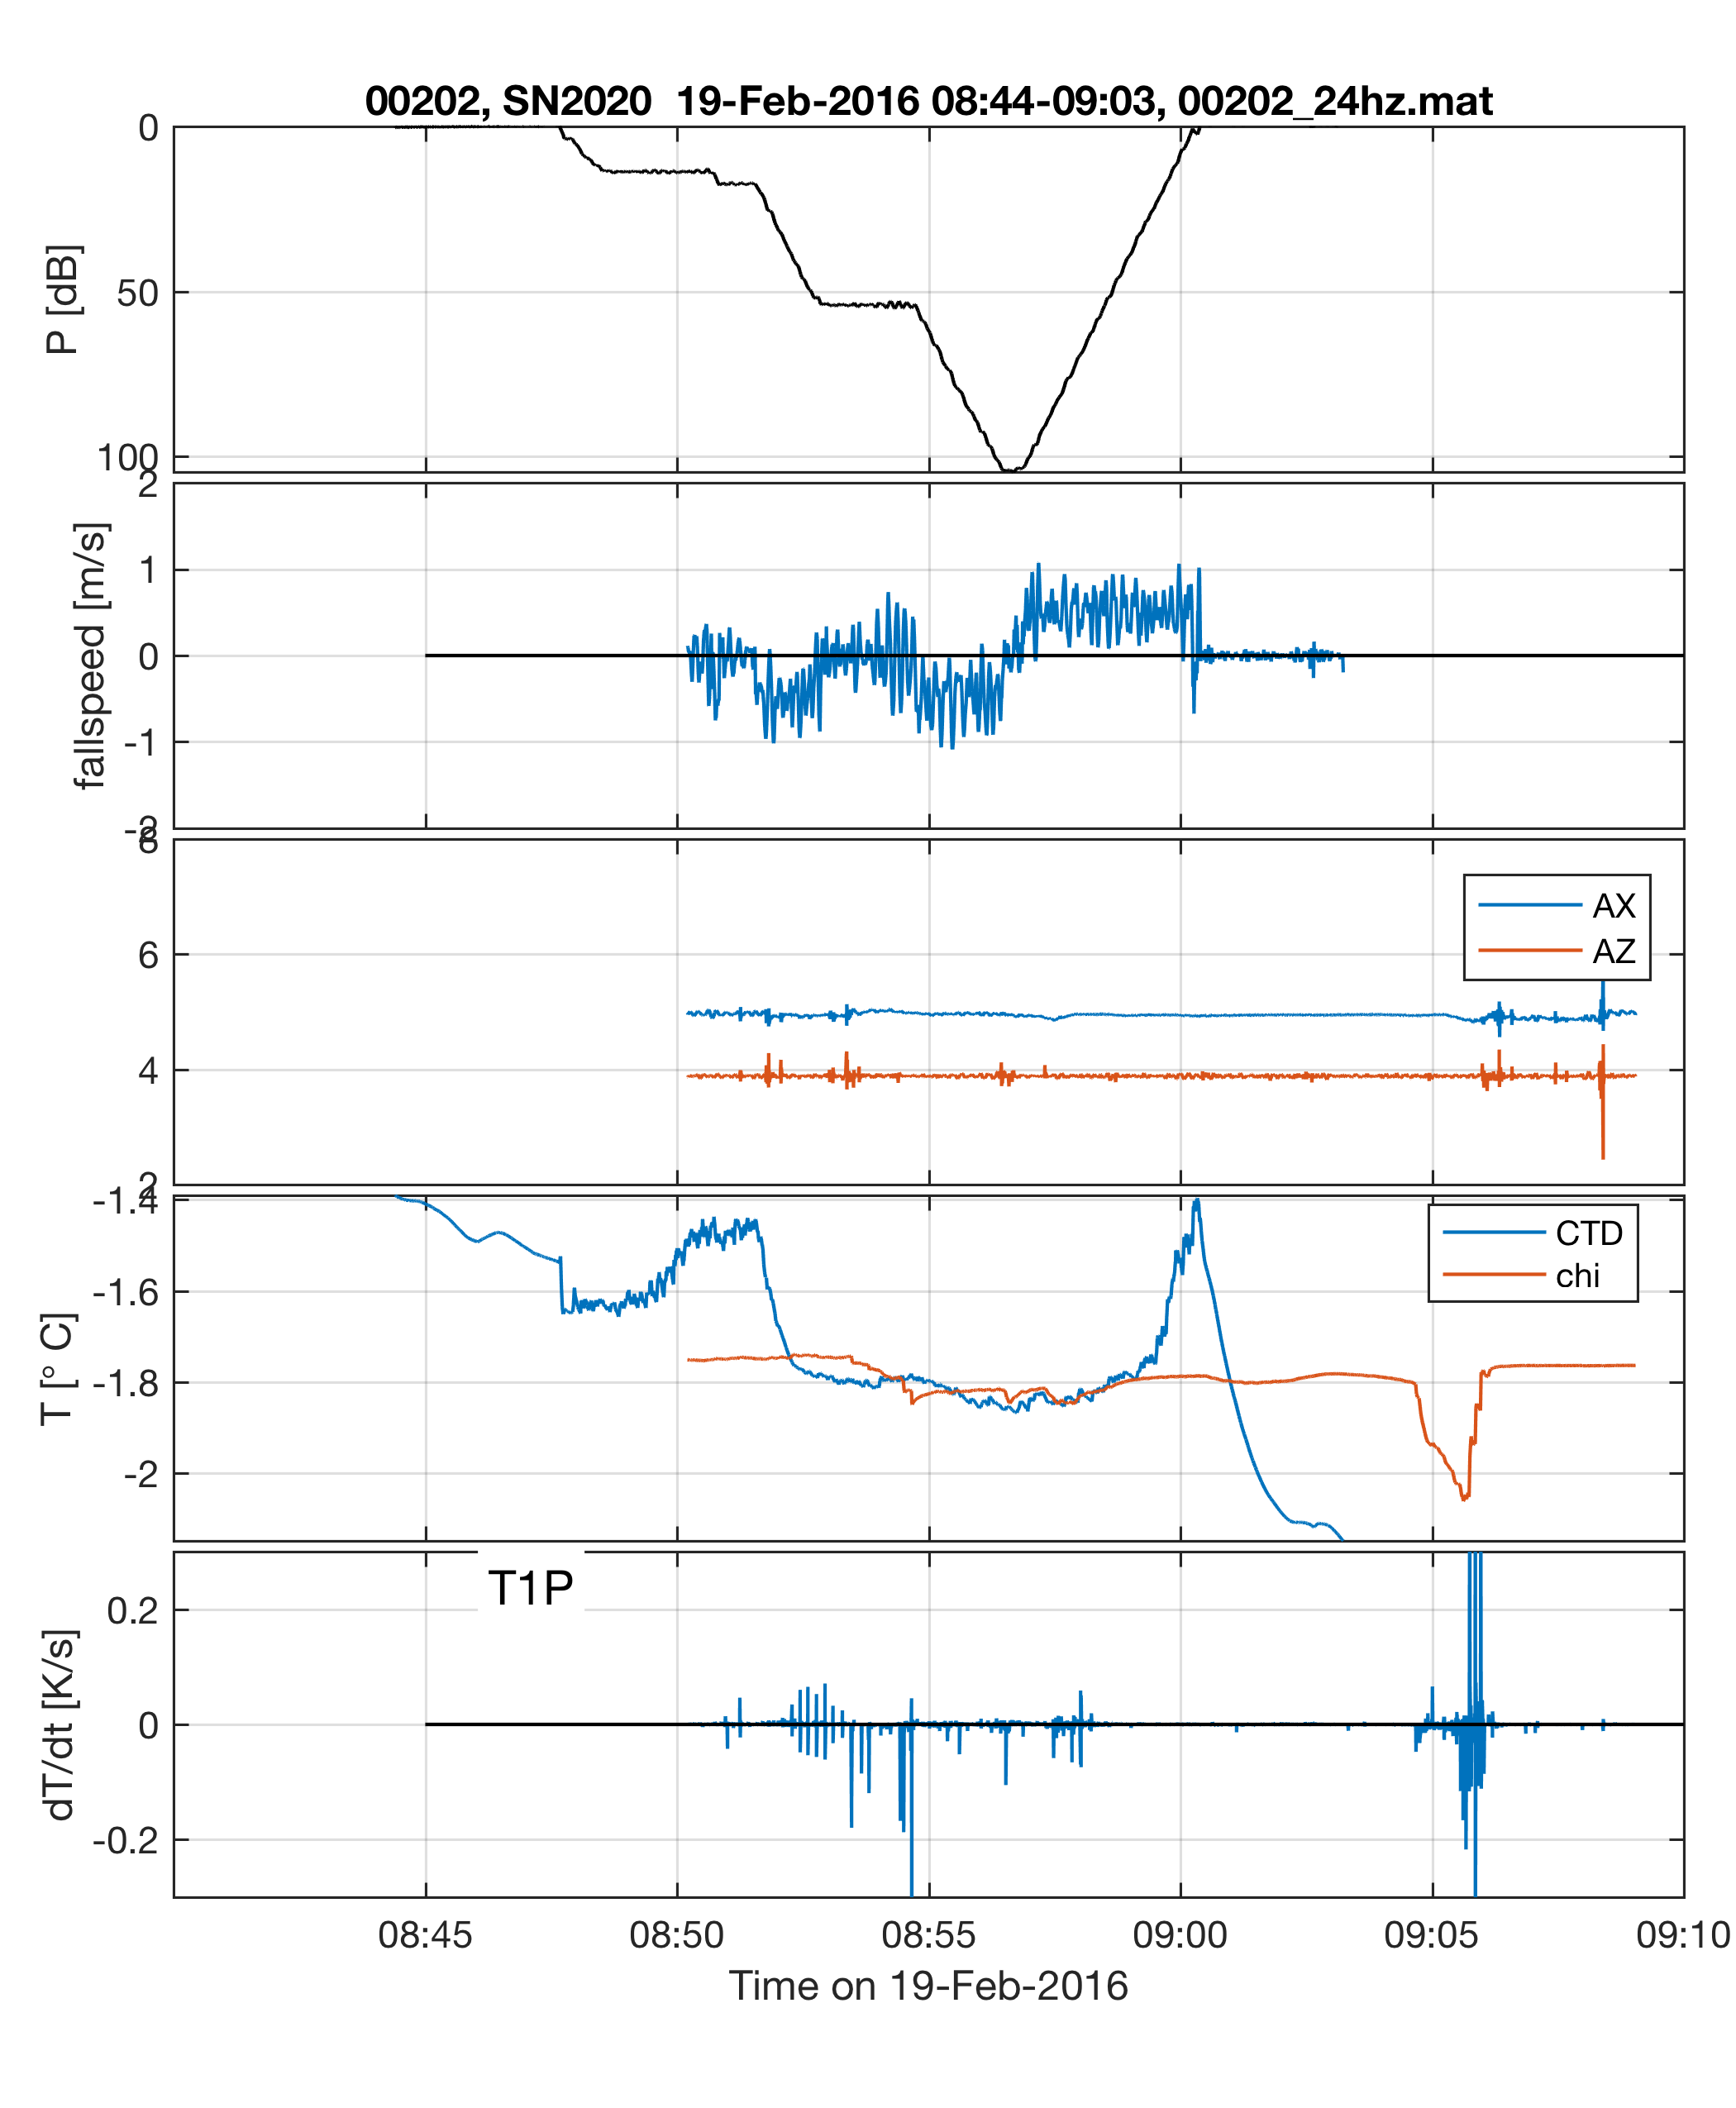 00202, SN2020  19-Feb-2016 08:44-09:03, 00202_24hz.mat
0
50
100
P [dB]
2
1
0
-1
-2
fallspeed [m/s]
8
6
4
2
AX
AZ
-1.4
-1.6
-1.8
-2
T [° C]
CTD
chi
T1P
0.2
0
-0.2
dT/dt [K/s]
08:45
08:50
08:55
09:00
09:05
09:10
Time on 19-Feb-2016